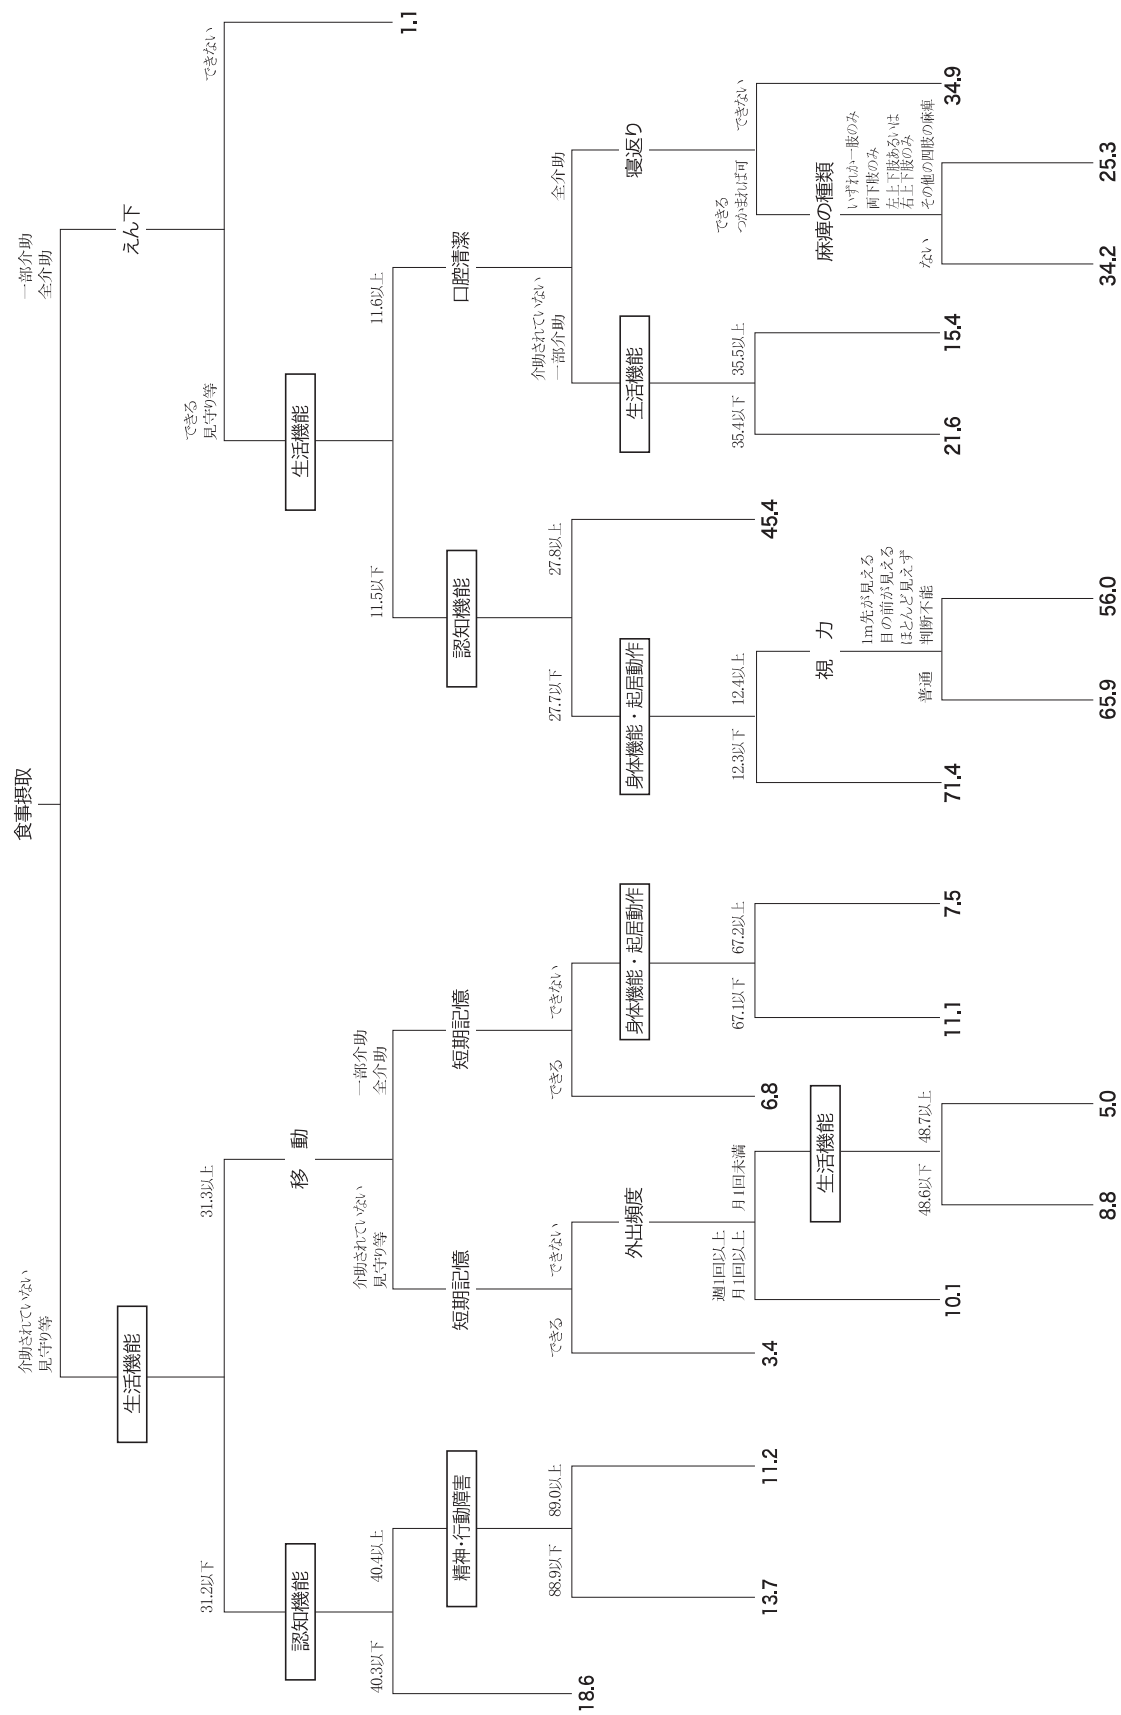 食事摂取
介助されていない
見守り等
一部介助
全介助
生活機能
えん下
31.2以下
31.3以上
できる
見守り等
できない
1.1
認知機能
移動
生活機能
40.3以下
40.4以上
介助されていない
見守り等
一部介助
全介助
11.5以下
11.6以上
18.6
精神・行動障害
短期記憶
短期記憶
認知機能
口腔清潔
88.9以下
89.0以上
できる
できない
できる
できない
27.7以下
27.8以上
介助されていない
一部介助
全介助
13.7
11.2
3.4
外出頻度
6.8
身体機能・起居動作
身体機能・起居動作
45.4
生活機能
寝返り
週1回以上
月1回以上
月1回未満
67.1以下
67.2以上
12.3以下
12.4以上
35.4以下
35.5以上
できる
つかまれば可
できない
10.1
生活機能
11.1
7.5
71.4
視力
21.6
15.4
麻痺の種類
34.9
48.6以下
48.7以上
普通
1m先が見える
目の前が見える
ほとんど見えず
判断不能
ない
いずれか一肢のみ
両下肢のみ
左上下肢あるいは
右上下肢のみ
その他の四肢の麻痺
8.8
5.0
65.9
56.0
34.2
25.3